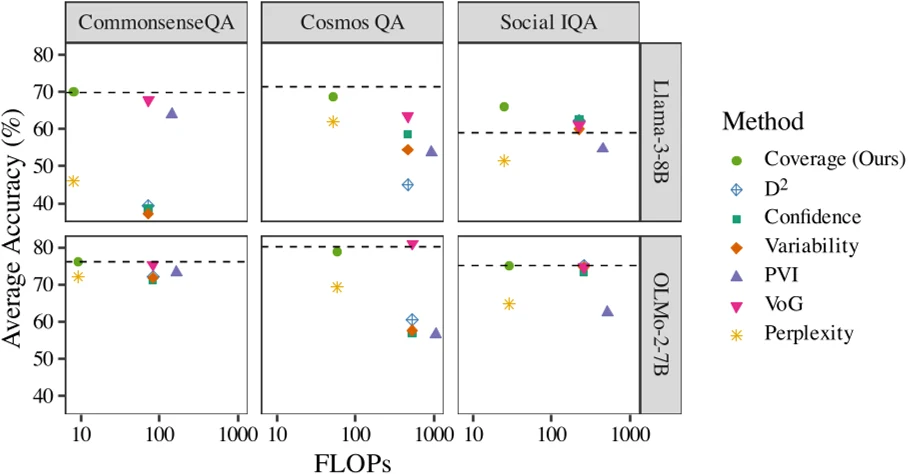 CommonsenseQA
Cosmos QA
Social IQA
Average Accuracy (%)
80
70
60
50
40
Llama-3-8B
80
70
60
50
40
OLMo-2-7B
10 100 1000
10 100 1000
10 100 1000
FLOPs
Method
Coverage (Ours)
D²
Confidence
Variability
PVI
VoG
Perplexity